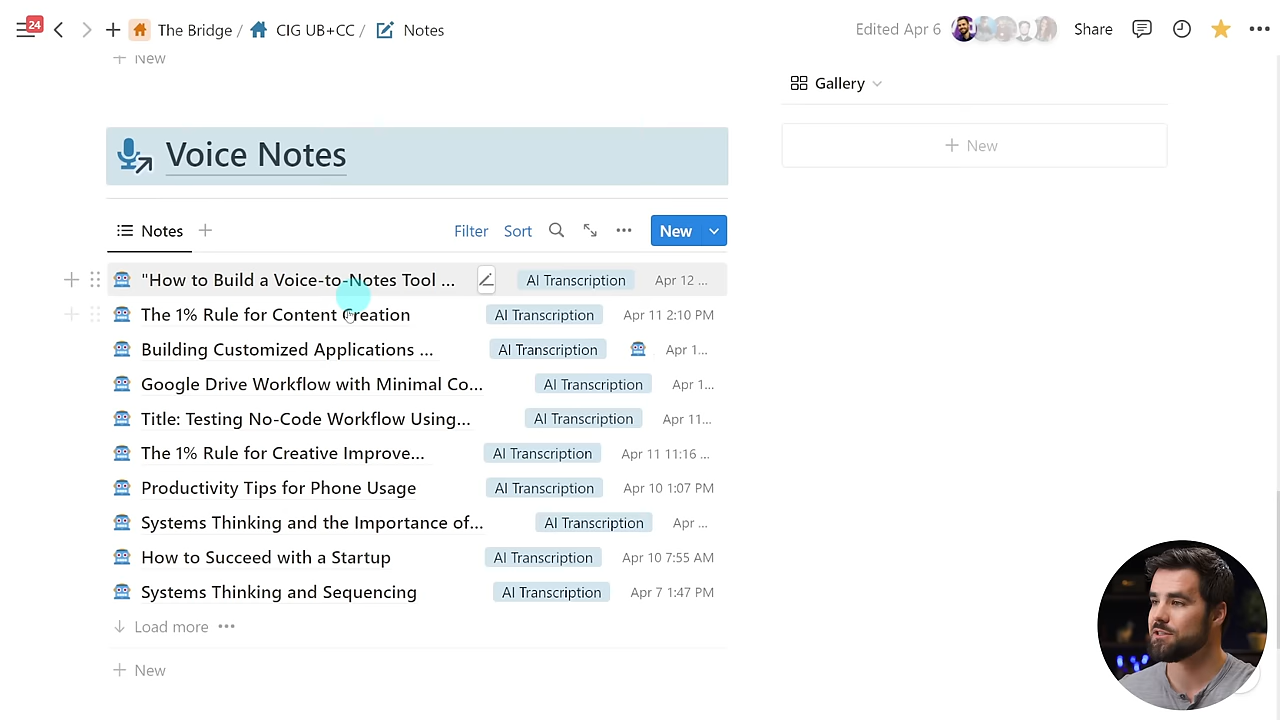 24 The Bridge / CIG UB+CC / Notes Edited Apr 6 Share
New
Gallery
New
Voice Notes
Notes Filter Sort New
"How to Build a Voice-to-Notes Tool ... AI Transcription Apr 12 ...
The 1% Rule for Content Creation AI Transcription Apr 11 2:10 PM
Building Customized Applications ... AI Transcription Apr 1...
Google Drive Workflow with Minimal Co... AI Transcription Apr 1...
Title: Testing No-Code Workflow Using... AI Transcription Apr 11...
The 1% Rule for Creative Improve... AI Transcription Apr 11 11:16 ...
Productivity Tips for Phone Usage AI Transcription Apr 10 1:07 PM
Systems Thinking and the Importance of... AI Transcription Apr ...
How to Succeed with a Startup AI Transcription Apr 10 7:55 AM
Systems Thinking and Sequencing AI Transcription Apr 7 1:47 PM
Load more
New